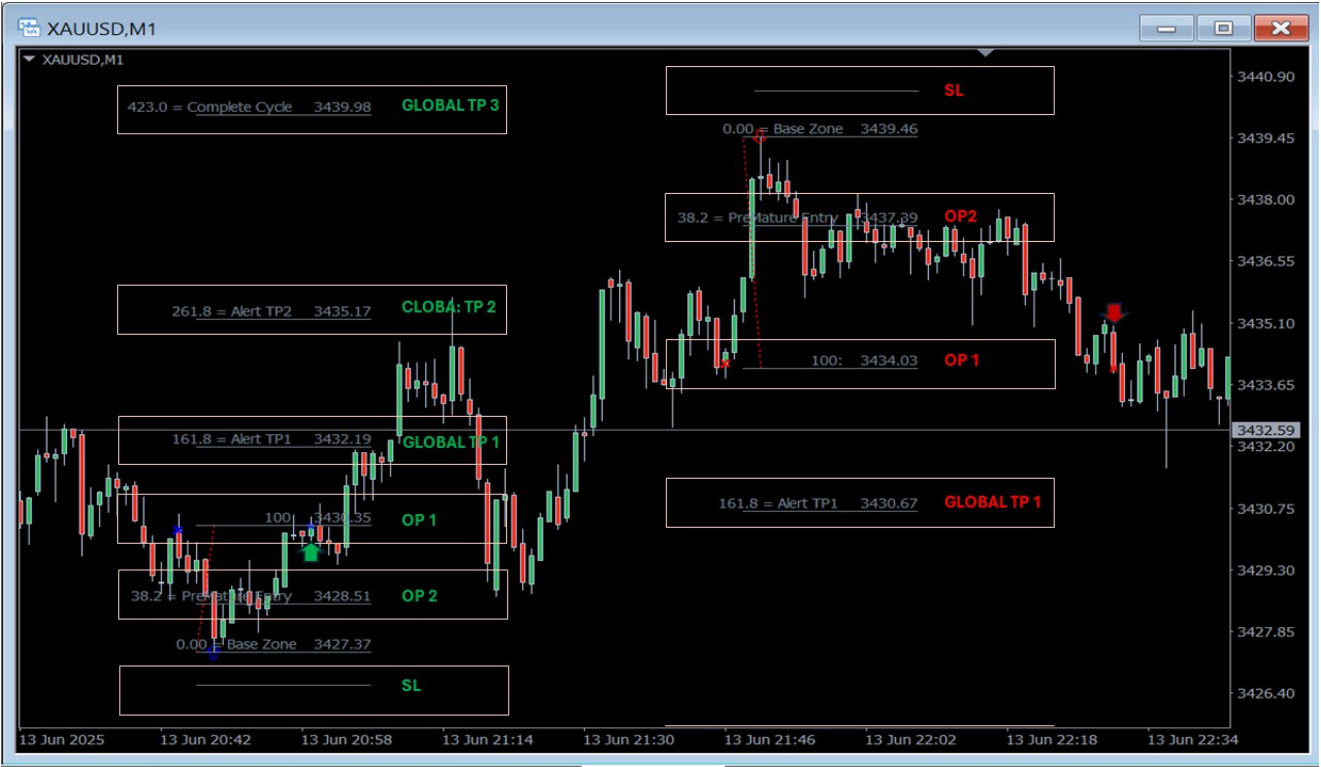 XAUUSD,M1
XAUUSD,M1
423.0 = Complete Cycle 3439.98 GLOBAL TP 3
261.8 = Alert TP2 3435.17 CLOBA: TP 2
161.8 = Alert TP1 3432.19 GLOBAL TP 1
100: 3430.35 OP 1
38.2 = PreMature Entry 3428.51 OP 2
0.00 = Base Zone 3427.37
SL
SL
0.00 = Base Zone 3439.46
38.2 = PreMature Entry 3437.39 OP2
100: 3434.03 OP 1
161.8 = Alert TP1 3430.67 GLOBAL TP 1
3440.90
3439.45
3438.00
3436.55
3435.10
3433.65
3432.59
3432.20
3430.75
3429.30
3427.85
3426.40
13 Jun 2025 13 Jun 20:42 13 Jun 20:58 13 Jun 21:14 13 Jun 21:30 13 Jun 21:46 13 Jun 22:02 13 Jun 22:18 13 Jun 22:34